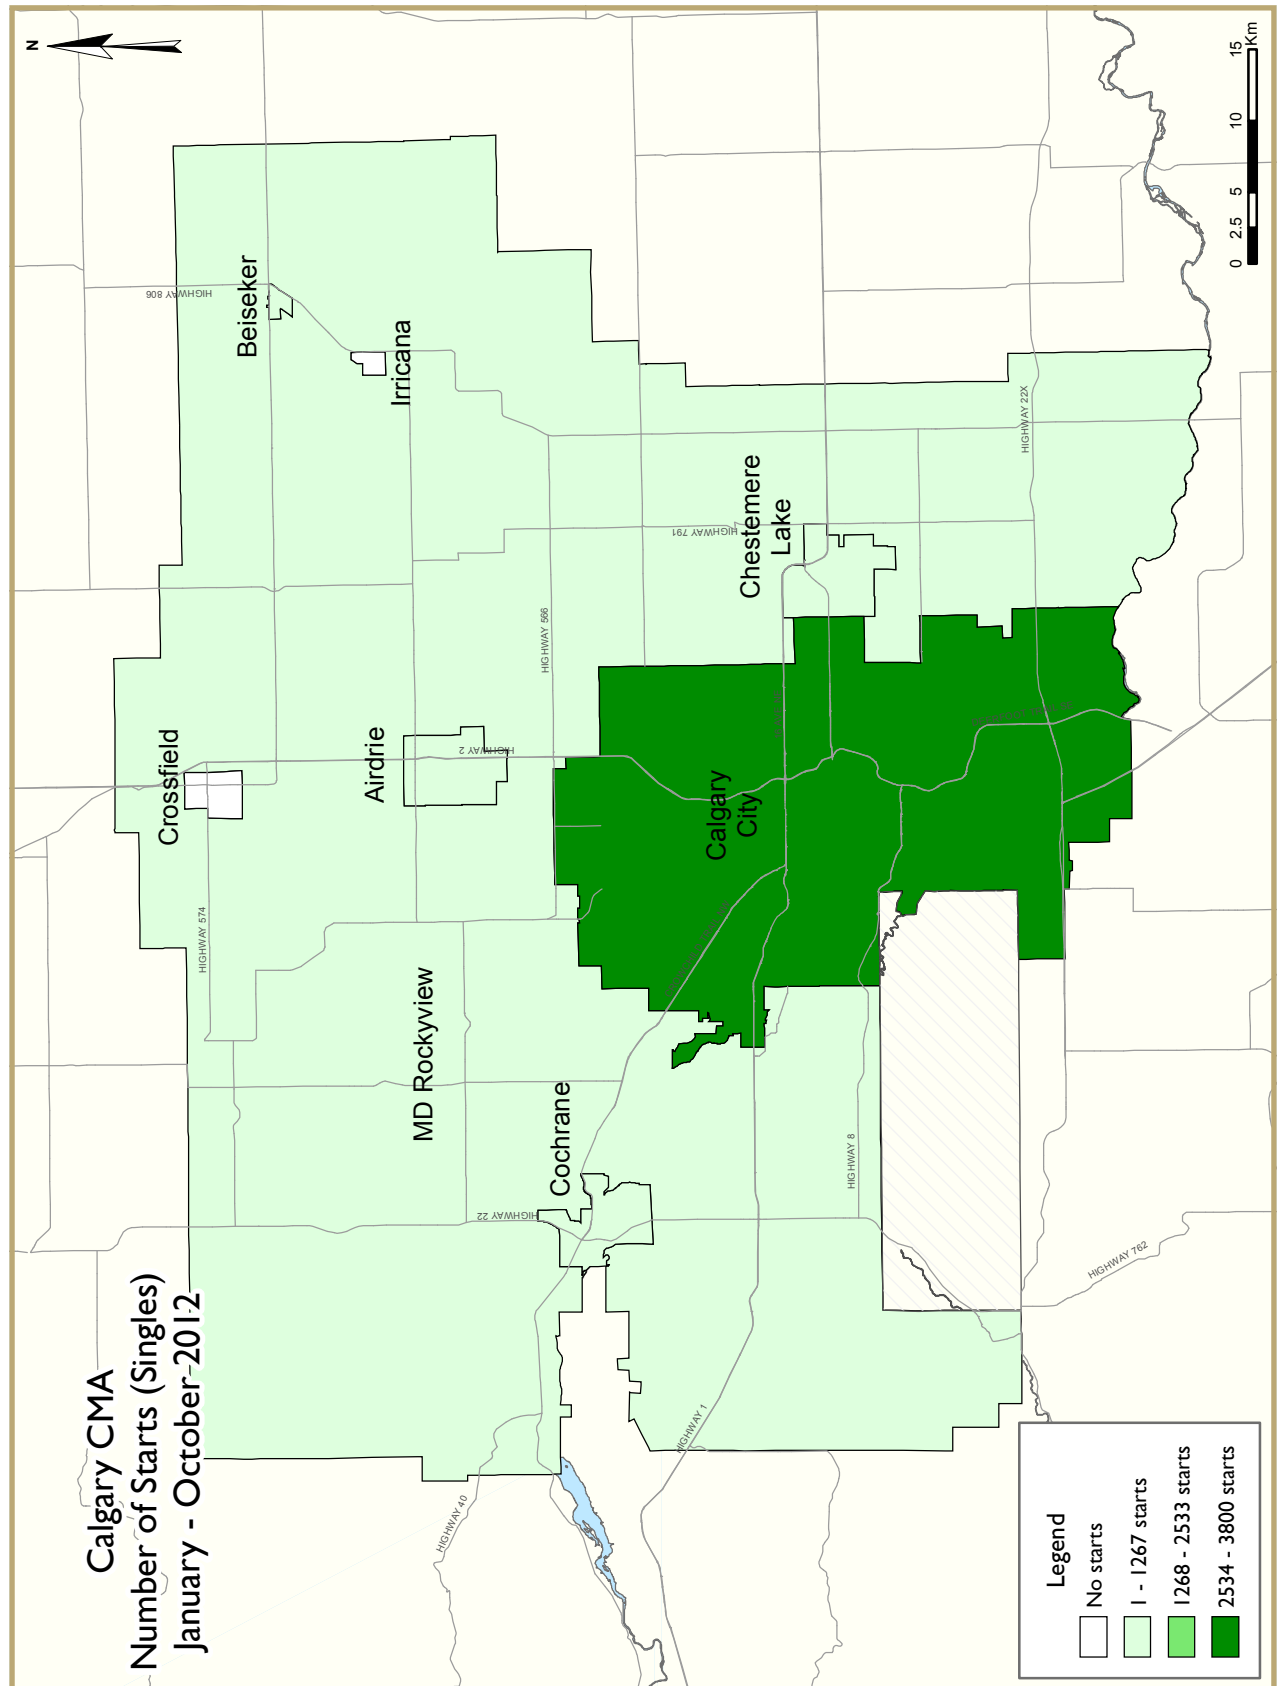 Calgary CMA
Number of Starts (Singles)
January - October 2012
N
Crossfield
Beiseker
Irricana
Airdrie
MD Rockyview
Cochrane
Calgary
City
Chestemere
Lake
HIGHWAY 806
HIGHWAY 574
HIGHWAY 2
HIGHWAY 566
HIGHWAY 791
HIGHWAY 22
HIGHWAY 22X
HIGHWAY 8
HIGHWAY 1
HIGHWAY 40
HIGHWAY 762
Legend
No starts
1 - 1267 starts
1268 - 2533 starts
2534 - 3800 starts
0 2.5 5 10 15
Km